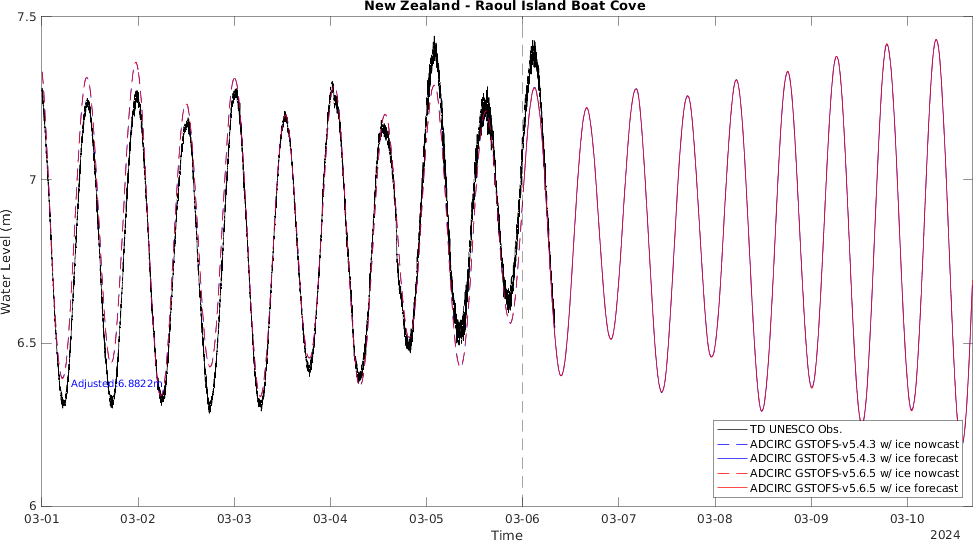 New Zealand - Raoul Island Boat Cove
7.5
7
6.5
6
Water Level (m)
Adjusted:6.8822m
TD UNESCO Obs.
ADCIRC GSTOFS-v5.4.3 w/ ice nowcast
ADCIRC GSTOFS-v5.4.3 w/ ice forecast
ADCIRC GSTOFS-v5.6.5 w/ ice nowcast
ADCIRC GSTOFS-v5.6.5 w/ ice forecast
03-01 03-02 03-03 03-04 03-05 03-06 03-07 03-08 03-09 03-10
Time
2024